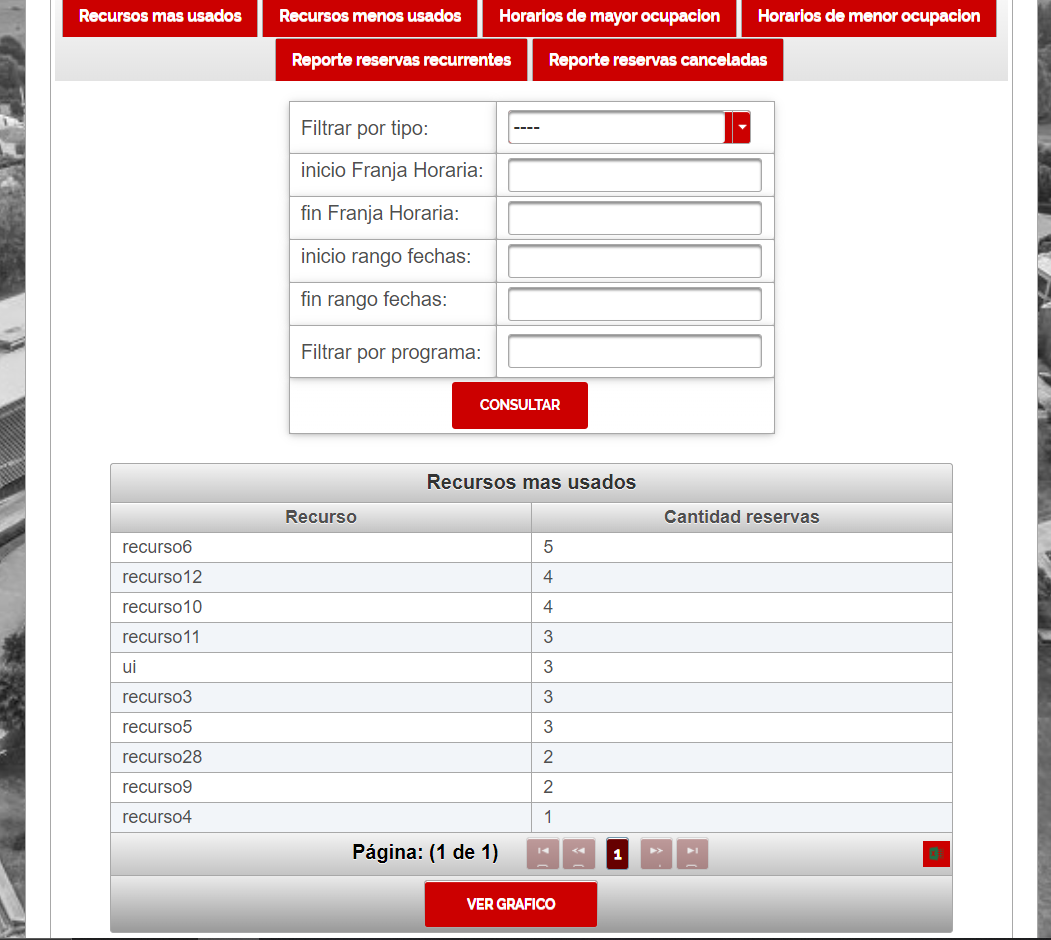 Recursos mas usados
Recursos menos usados
Horarios de mayor ocupacion
Horarios de menor ocupacion
Reporte reservas recurrentes
Reporte reservas canceladas
Filtrar por tipo: ----
inicio Franja Horaria:
fin Franja Horaria:
inicio rango fechas:
fin rango fechas:
Filtrar por programa:
CONSULTAR
Recursos mas usados
Recurso Cantidad reservas
recurso6 5
recurso12 4
recurso10 4
recurso11 3
ui 3
recurso3 3
recurso5 3
recurso28 2
recurso9 2
recurso4 1
Página: (1 de 1) 1
VER GRAFICO